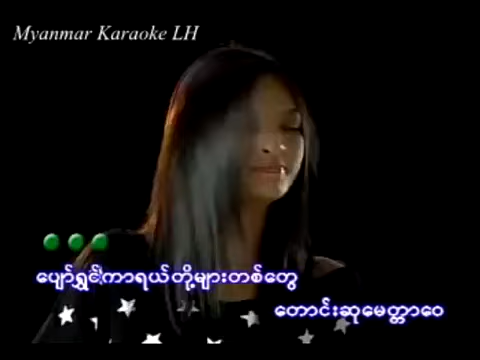 Myanmar Karaoke LH
ပျော်ရွှင်ကာရယ်တို့များတစ်တွေ
တောင်းဆုမေတ္တာဝေ